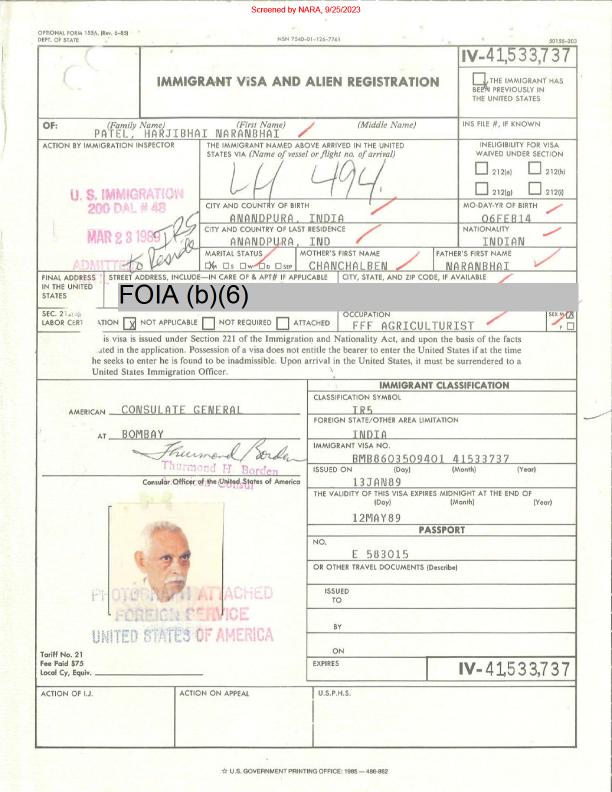 Screened by NARA, 9/25/2023
OPTIONAL FORM 155A, (Rev. 6-85)
DEPT. OF STATE
NSN 7540-01-126-7761
50155-203
IMMIGRANT VISA AND ALIEN REGISTRATION
IV-41,533,737
THE IMMIGRANT HAS
BEEN PREVIOUSLY IN
THE UNITED STATES
OF: (Family Name) (First Name) (Middle Name)
PATEL, HARJIBHAI NARANBHAI
INS FILE #, IF KNOWN
ACTION BY IMMIGRATION INSPECTOR
U. S. IMMIGRATION
200 DAL # 48
MAR 23 1989
ADMITTED
IR5
to Reside
THE IMMIGRANT NAMED ABOVE ARRIVED IN THE UNITED
STATES VIA (Name of vessel or flight no. of arrival)
LH 494.
INELIGIBILITY FOR VISA
WAIVED UNDER SECTION
212(e) 212(h)
212(g) 212(i)
CITY AND COUNTRY OF BIRTH
ANANDPURA, INDIA
MO-DAY-YR OF BIRTH
06FEB14
CITY AND COUNTRY OF LAST RESIDENCE
ANANDPURA, IND
NATIONALITY
INDIAN
MARITAL STATUS
M S W D SEP
MOTHER'S FIRST NAME
CHANCHALBEN
FATHER'S FIRST NAME
NARANBHAI
FINAL ADDRESS
IN THE UNITED
STATES
STREET ADDRESS, INCLUDE—IN CARE OF & APT# IF APPLICABLE
CITY, STATE, AND ZIP CODE, IF AVAILABLE
FOIA (b)(6)
SEC. 21
LABOR CERT
ATION X NOT APPLICABLE NOT REQUIRED ATTACHED
OCCUPATION
FFF AGRICULTURIST
SEX M
F
is visa is issued under Section 221 of the Immigration and Nationality Act, and upon the basis of the facts
ated in the application. Possession of a visa does not entitle the bearer to enter the United States if at the time
he seeks to enter he is found to be inadmissible. Upon arrival in the United States, it must be surrendered to a
United States Immigration Officer.
AMERICAN CONSULATE GENERAL
AT BOMBAY
Thurmond Borden
Thurmond H. Borden
Consul
Consular Officer of the United States of America
IMMIGRANT CLASSIFICATION
CLASSIFICATION SYMBOL
IR5
FOREIGN STATE/OTHER AREA LIMITATION
INDIA
IMMIGRANT VISA NO.
BMB8603509401 41533737
ISSUED ON (Day) (Month) (Year)
13JAN89
THE VALIDITY OF THIS VISA EXPIRES MIDNIGHT AT THE END OF
(Day) (Month) (Year)
12MAY89
PASSPORT
NO.
E 583015
OR OTHER TRAVEL DOCUMENTS (Describe)
ISSUED
TO
BY
ON
EXPIRES
IV-41,533,737
PHOTOGRAPH ATTACHED
FOREIGN SERVICE
UNITED STATES OF AMERICA
Tariff No. 21
Fee Paid $75
Local Cy, Equiv.
ACTION OF I.J.
ACTION ON APPEAL
U.S.P.H.S.
☆ U.S. GOVERNMENT PRINTING OFFICE: 1985 — 486-862